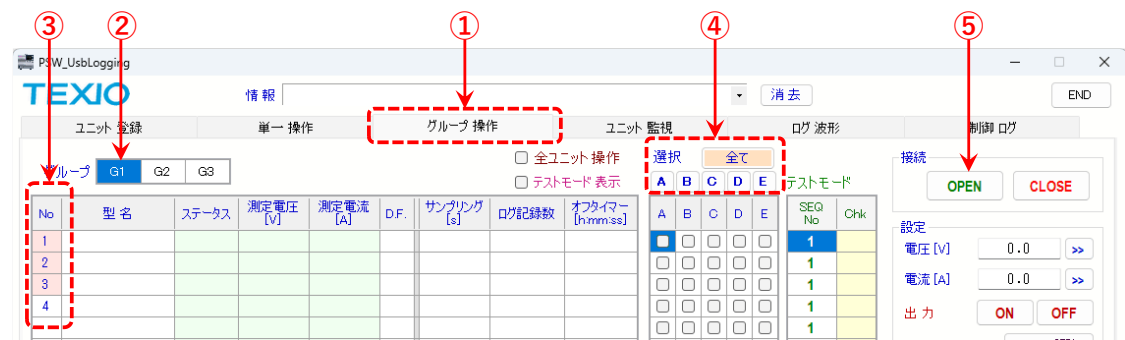 ③ ② ① ④ ⑤
PSW_UsbLogging
TEXIO 情報 消去 END
ユニット 登録 単一 操作 グループ 操作 ユニット 監視 ログ 波形 制御 ログ
グループ G1 G2 G3 全ユニット 操作 選択 全て 接続
テストモード 表示 A B C D E テストモード OPEN CLOSE
No 型 名 ステータス 測定電圧 [V] 測定電流 [A] D.F. サンプリング [s] ログ記録数 オフタイマー [h:mm:ss] A B C D E SEQ No Chk
設定
1 1 電圧 [V] 0.0 >>
2 1
3 1 電流 [A] 0.0 >>
4 1 出 力 ON OFF
1